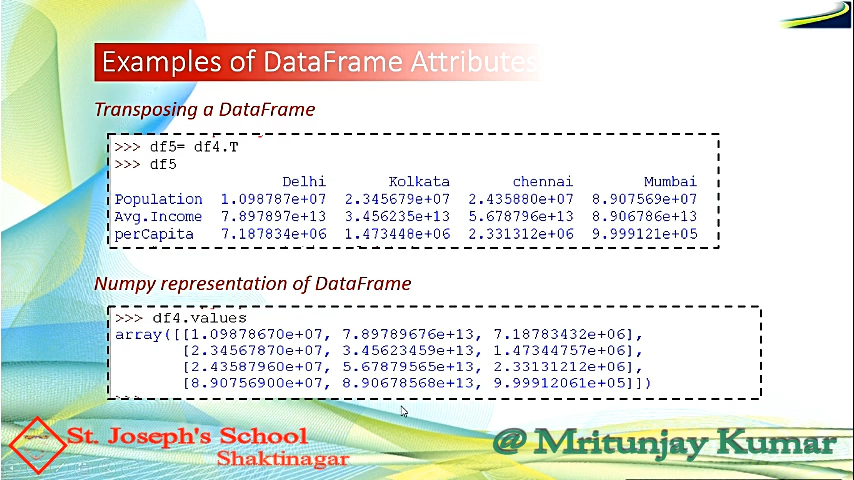 Examples of DataFrame Attributes
Transposing a DataFrame
>>> df5= df4.T
>>> df5
Delhi Kolkata chennai Mumbai
Population 1.098787e+07 2.345679e+07 2.435880e+07 8.907569e+07
Avg.Income 7.897897e+13 3.456235e+13 5.678796e+13 8.906786e+13
perCapita 7.187834e+06 1.473448e+06 2.331312e+06 9.999121e+05
Numpy representation of DataFrame
>>> df4.values
array([[1.09878670e+07, 7.89789676e+13, 7.18783432e+06],
[2.34567870e+07, 3.45623459e+13, 1.47344757e+06],
[2.43587960e+07, 5.67879565e+13, 2.33131212e+06],
[8.90756900e+07, 8.90678568e+13, 9.99912061e+05]])
St. Joseph's School
Shaktinagar
@ Mritunjay Kumar